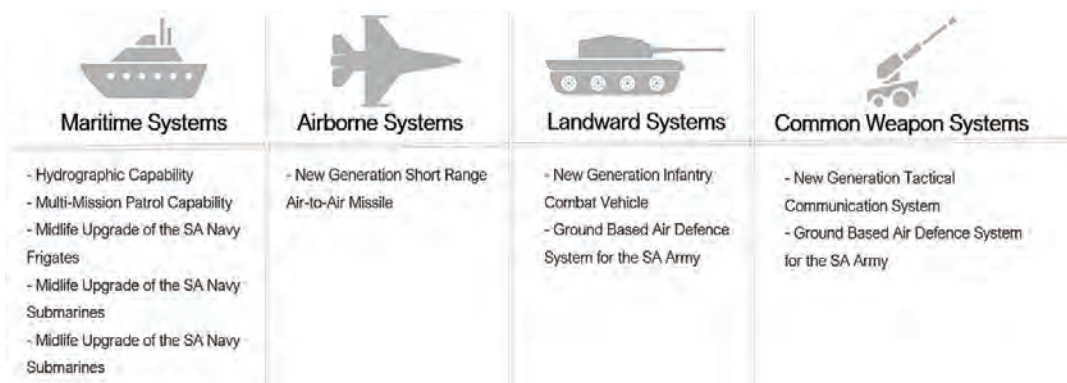 Maritime Systems
- Hydrographic Capability
- Multi-Mission Patrol Capability
- Midlife Upgrade of the SA Navy
Frigates
- Midlife Upgrade of the SA Navy
Submarines
- Midlife Upgrade of the SA Navy
Submarines
Airborne Systems
- New Generation Short Range
Air-to-Air Missile
Landward Systems
- New Generation Infantry
Combat Vehicle
- Ground Based Air Defence
System for the SA Army
Common Weapon Systems
- New Generation Tactical
Communication System
- Ground Based Air Defence System
for the SA Army